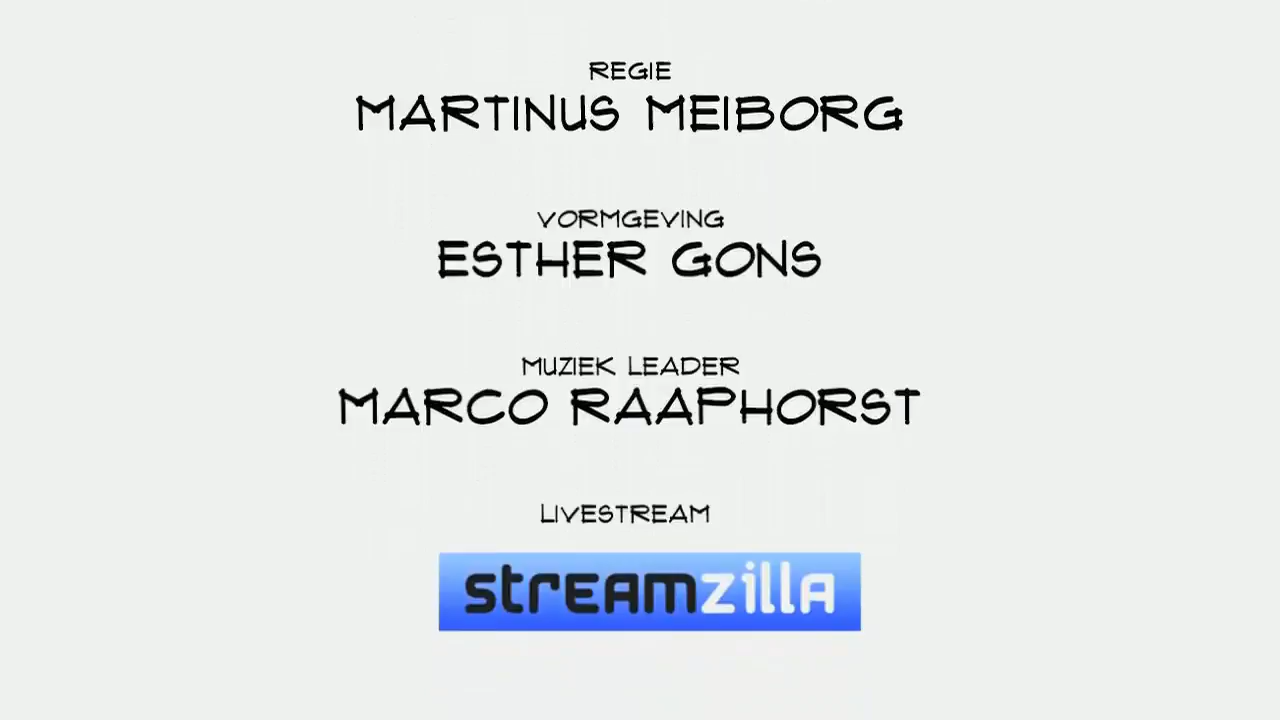 REGIE
MARTINUS MEIBORG
VORMGEVING
ESTHER GONS
MUZIEK LEADER
MARCO RAAPHORST
LIVESTREAM
streamzilla